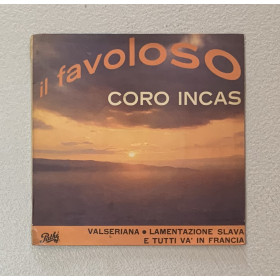 il favoloso
CORO INCAS
VALSERIANA • LAMENTAZIONE SLAVA
E TUTTI VA' IN FRANCIA